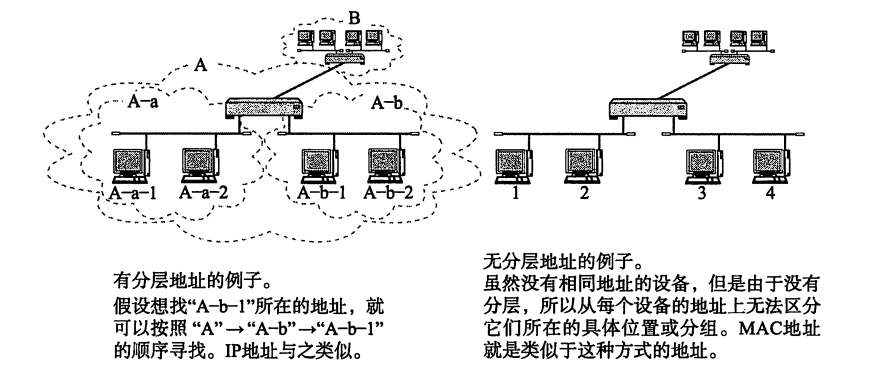 B
A
A-a
A-b
A-a-1 A-a-2 A-b-1 A-b-2
1 2 3 4
有分层地址的例子。
假设想找“A-b-1”所在的地址，就
可以按照 “A”→“A-b”→“A-b-1”
的顺序寻找。IP地址与之类似。
无分层地址的例子。
虽然没有相同地址的设备，但是由于没有
分层，所以从每个设备的地址上无法区分
它们所在的具体位置或分组。MAC地址
就是类似于这种方式的地址。